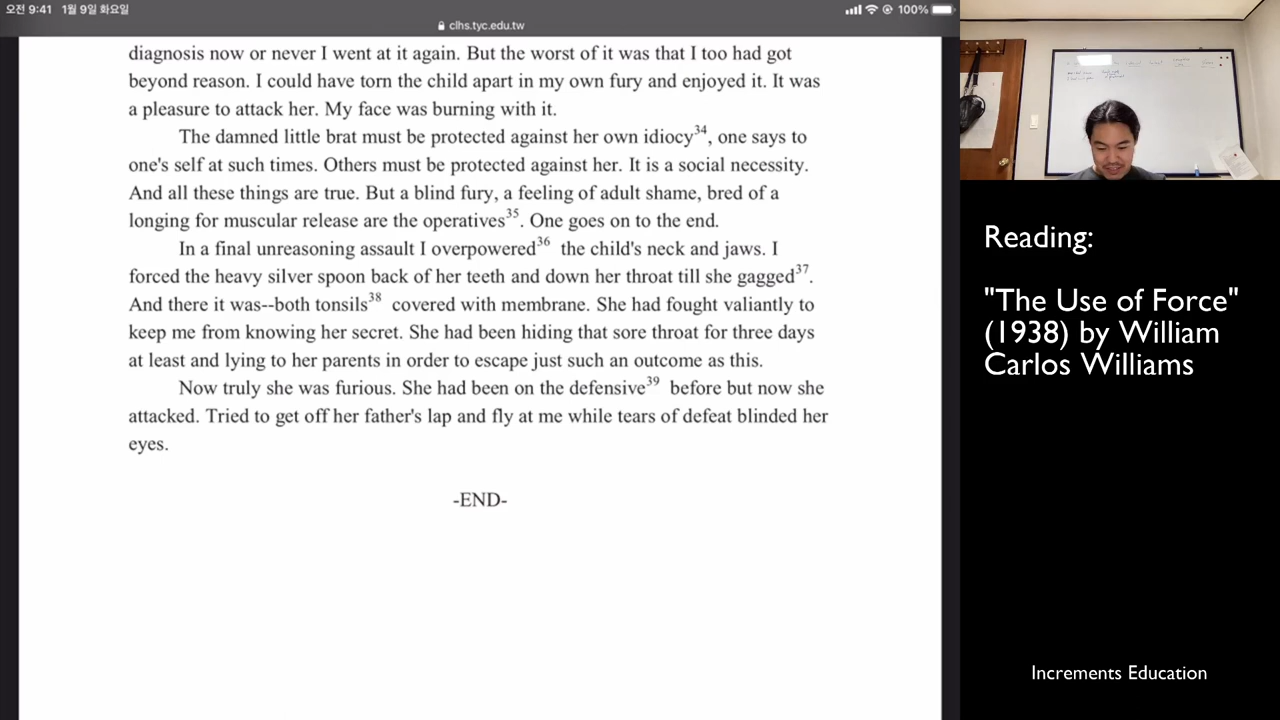 오전 9:41 1월 9일 화요일
100%
clhs.tyc.edu.tw
diagnosis now or never I went at it again. But the worst of it was that I too had got
beyond reason. I could have torn the child apart in my own fury and enjoyed it. It was
a pleasure to attack her. My face was burning with it.
The damned little brat must be protected against her own idiocy34, one says to
one's self at such times. Others must be protected against her. It is a social necessity.
And all these things are true. But a blind fury, a feeling of adult shame, bred of a
longing for muscular release are the operatives35. One goes on to the end.
In a final unreasoning assault I overpowered36 the child's neck and jaws. I
forced the heavy silver spoon back of her teeth and down her throat till she gagged37.
And there it was--both tonsils38 covered with membrane. She had fought valiantly to
keep me from knowing her secret. She had been hiding that sore throat for three days
at least and lying to her parents in order to escape just such an outcome as this.
Now truly she was furious. She had been on the defensive39 before but now she
attacked. Tried to get off her father's lap and fly at me while tears of defeat blinded her
eyes.
-END-
Reading:
"The Use of Force"
(1938) by William
Carlos Williams
Increments Education